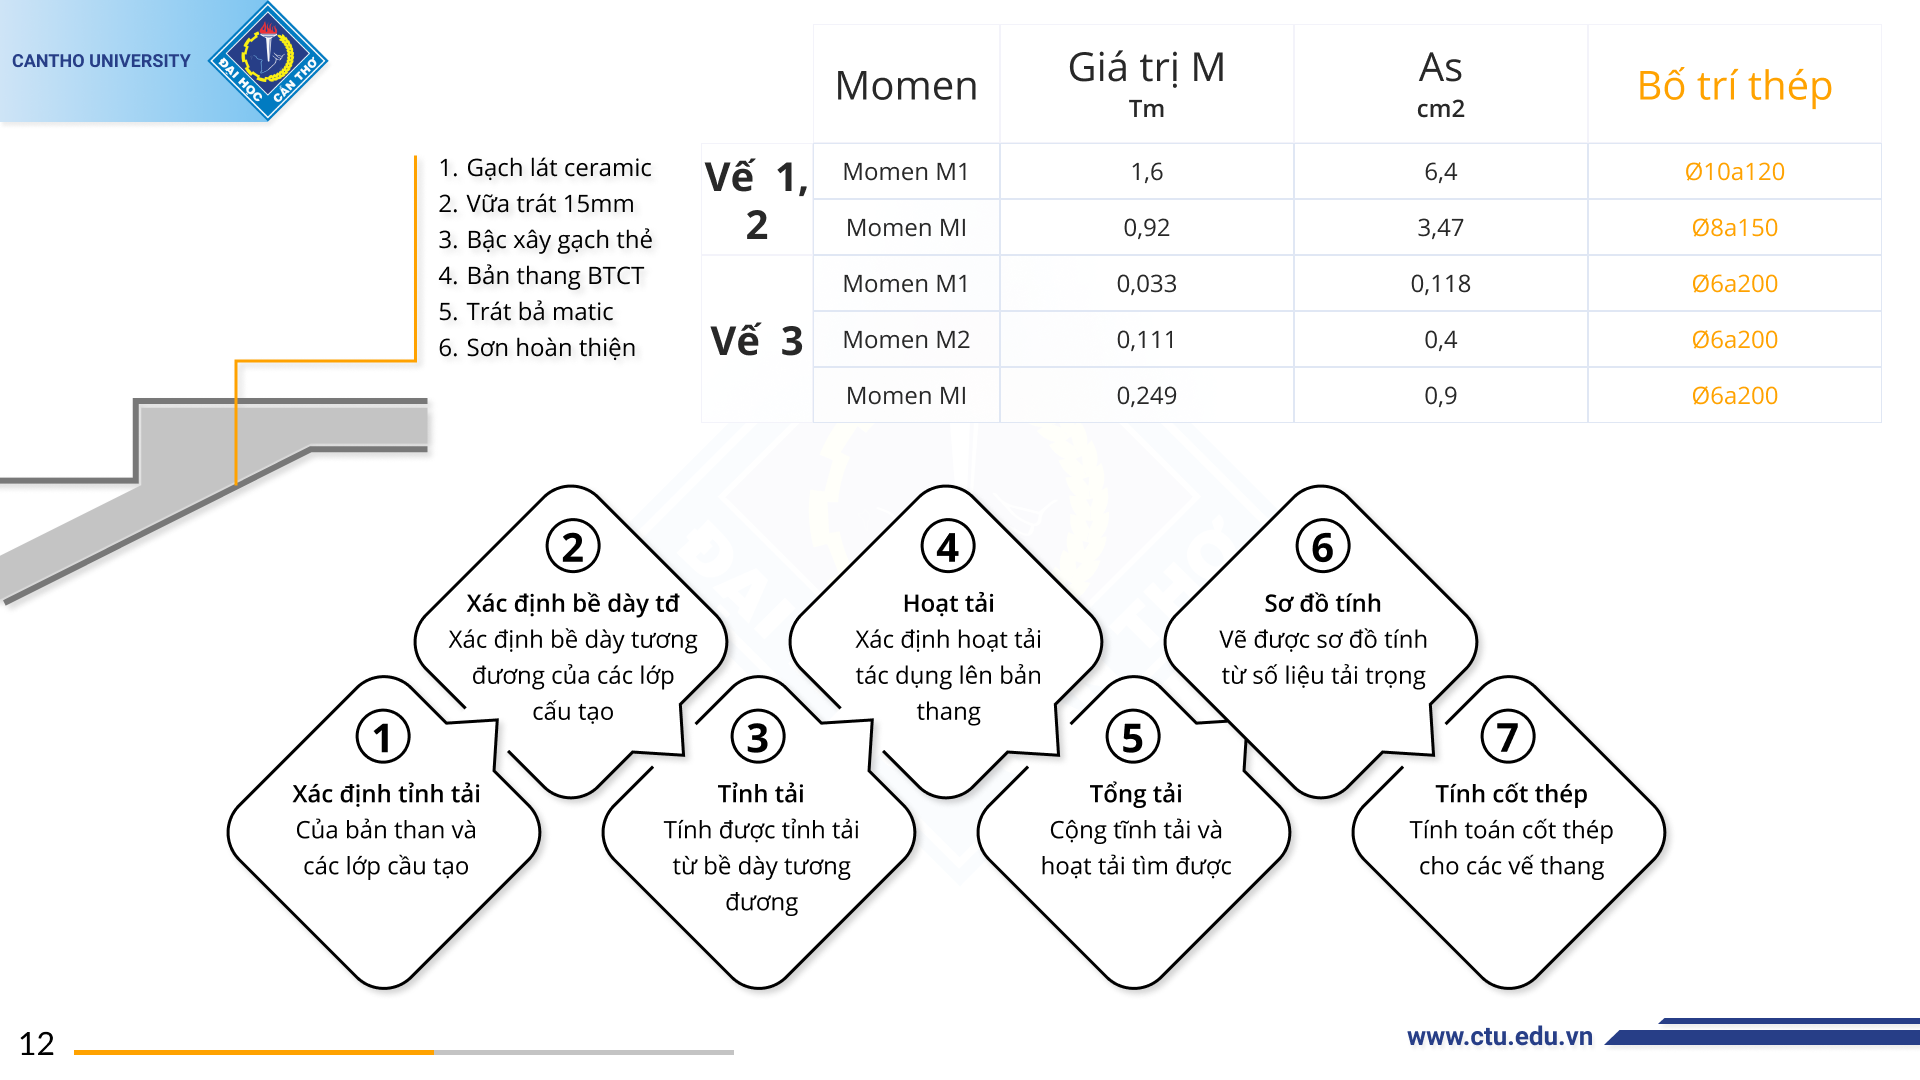 CANTHO UNIVERSITY
ĐẠI HỌC CẦN THƠ
1. Gạch lát ceramic
2. Vữa trát 15mm
3. Bậc xây gạch thẻ
4. Bản thang BTCT
5. Trát bả matic
6. Sơn hoàn thiện
Momen Giá trị M As Bố trí thép
Tm cm2
Vế 1,
2
Momen M1 1,6 6,4 Ø10a120
Momen MI 0,92 3,47 Ø8a150
Vế 3
Momen M1 0,033 0,118 Ø6a200
Momen M2 0,111 0,4 Ø6a200
Momen MI 0,249 0,9 Ø6a200
1
Xác định tỉnh tải
Của bản than và
các lớp cầu tạo
2
Xác định bề dày tđ
Xác định bề dày tương
đương của các lớp
cấu tạo
3
Tỉnh tải
Tính được tỉnh tải
từ bề dày tương
đương
4
Hoạt tải
Xác định hoạt tải
tác dụng lên bản
thang
5
Tổng tải
Cộng tĩnh tải và
hoạt tải tìm được
6
Sơ đồ tính
Vẽ được sơ đồ tính
từ số liệu tải trọng
7
Tính cốt thép
Tính toán cốt thép
cho các vế thang
12
www.ctu.edu.vn